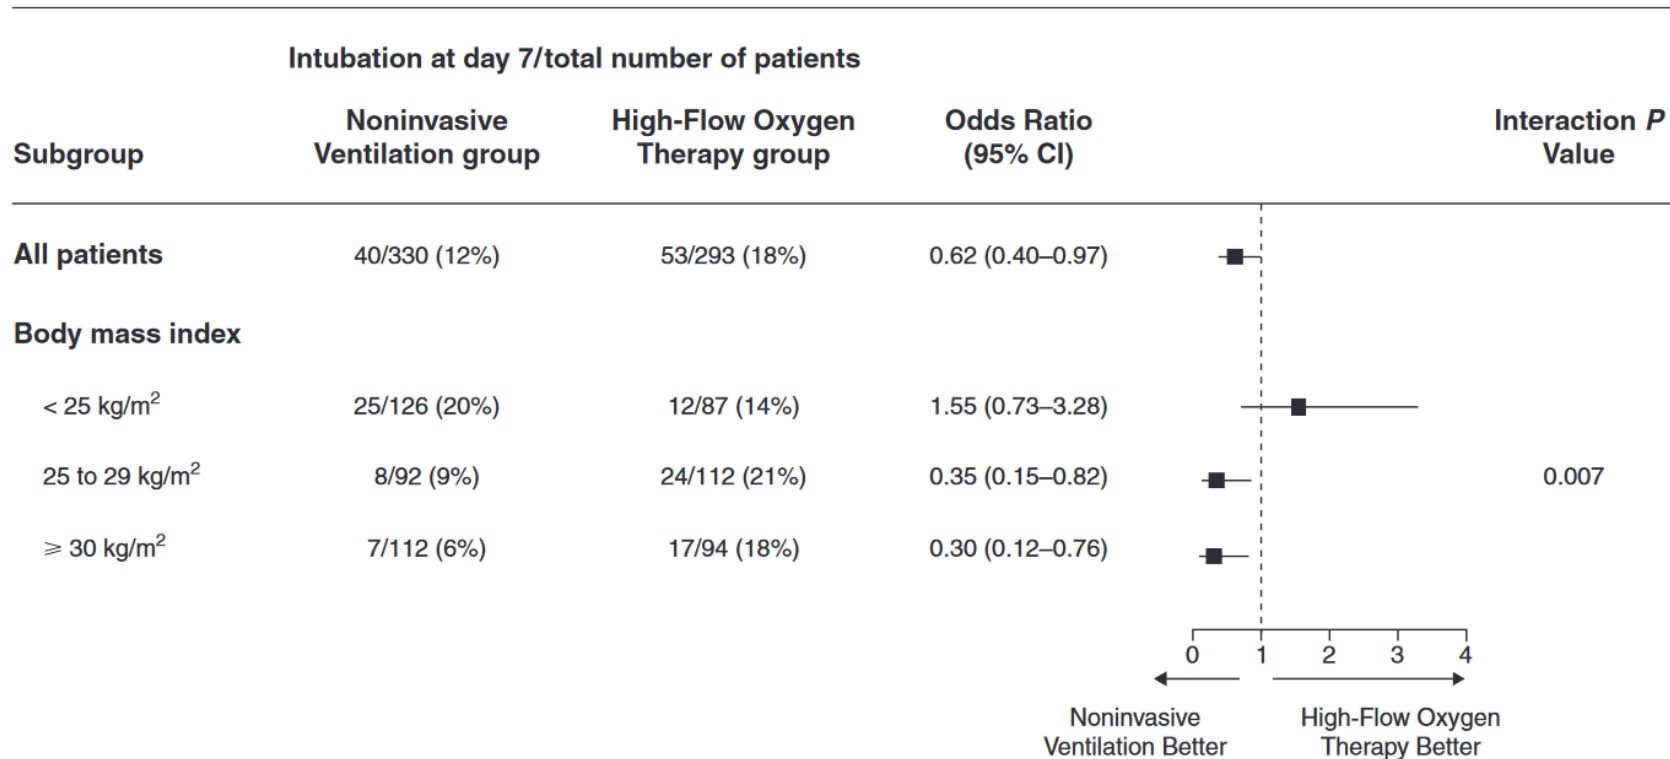 Intubation at day 7/total number of patients
Subgroup
Noninvasive
Ventilation group
High-Flow Oxygen
Therapy group
Odds Ratio
(95% CI)
Interaction P
Value
All patients 40/330 (12%) 53/293 (18%) 0.62 (0.40–0.97)
Body mass index
< 25 kg/m² 25/126 (20%) 12/87 (14%) 1.55 (0.73–3.28)
25 to 29 kg/m² 8/92 (9%) 24/112 (21%) 0.35 (0.15–0.82) 0.007
⩾ 30 kg/m² 7/112 (6%) 17/94 (18%) 0.30 (0.12–0.76)
0 1 2 3 4
Noninvasive
Ventilation Better
High-Flow Oxygen
Therapy Better